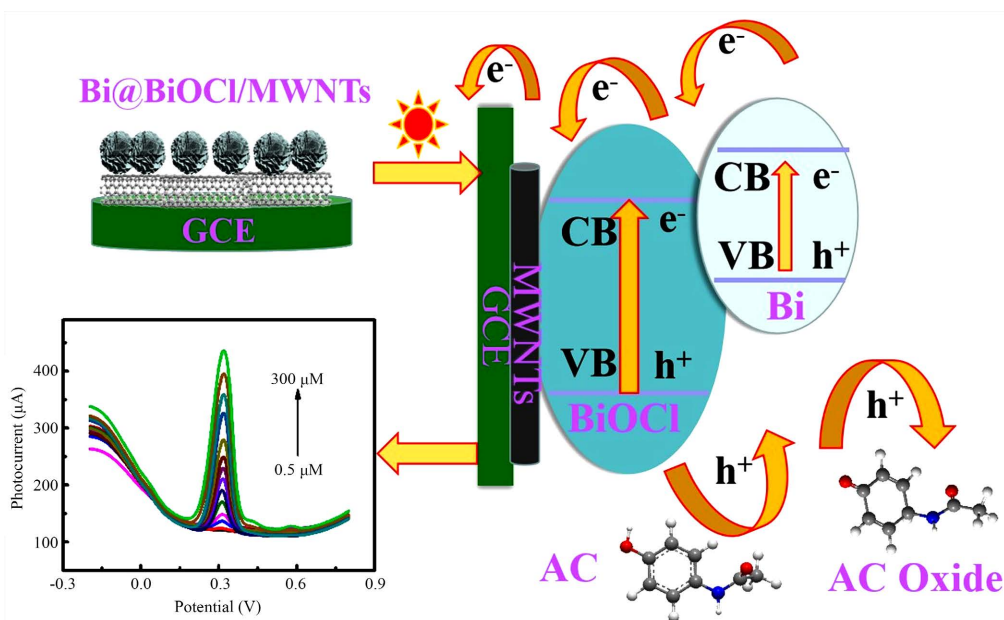 Bi@BiOCl/MWNTs
GCE
e⁻
e⁻
e⁻
GCE
MWNTs
CB
e⁻
VB
h⁺
BiOCl
CB
e⁻
VB
h⁺
Bi
Photocurrent (μA)
400
300
200
100
-0.3
0.0
0.3
0.6
0.9
Potential (V)
300 μM
0.5 μM
h⁺
h⁺
AC
AC Oxide